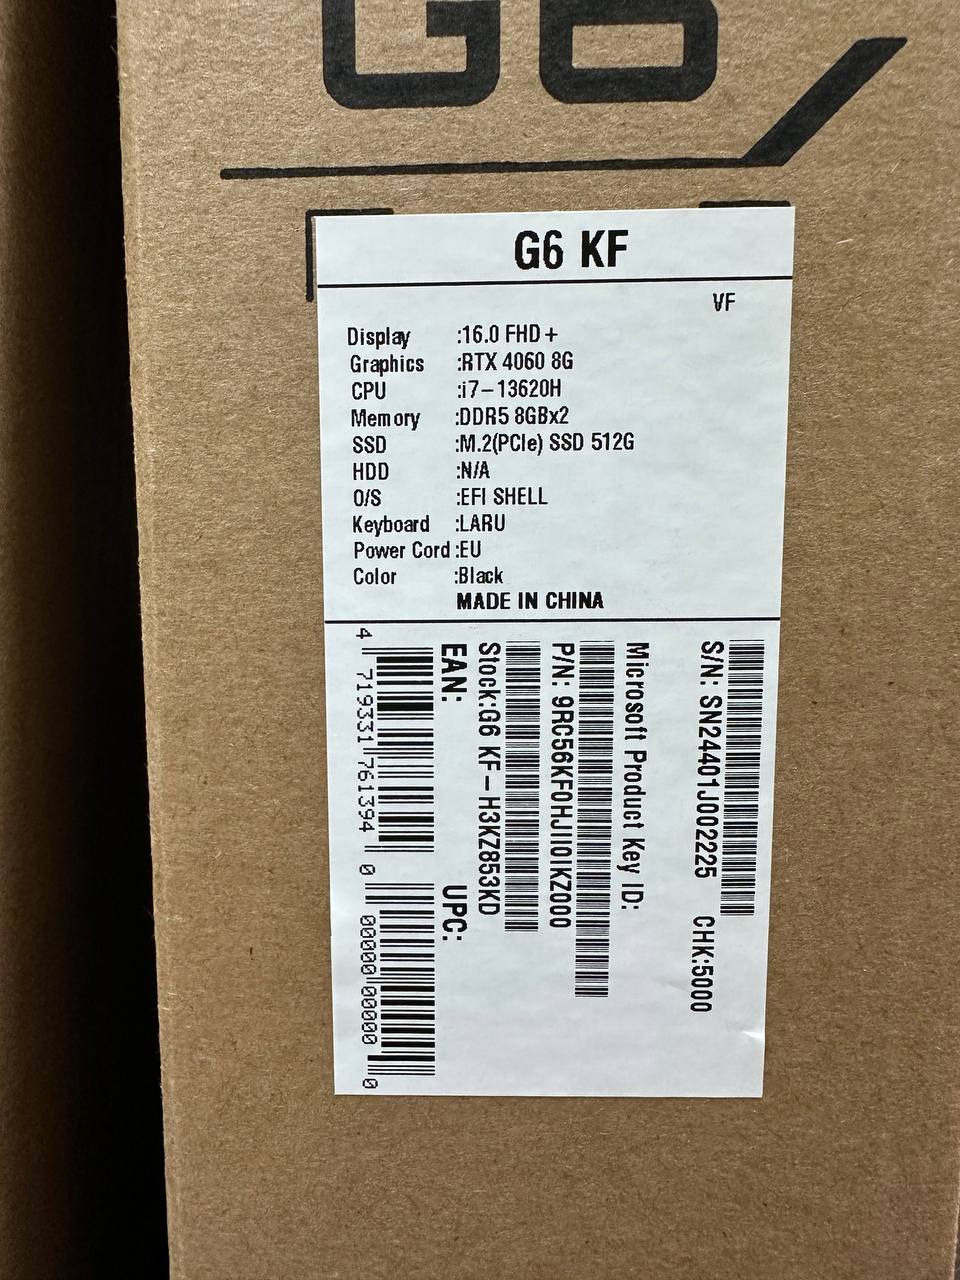 G6
G6 KF
VF
Display :16.0 FHD+
Graphics :RTX 4060 8G
CPU :i7-13620H
Memory :DDR5 8GBx2
SSD :M.2(PCIe) SSD 512G
HDD :N/A
O/S :EFI SHELL
Keyboard :LARU
Power Cord :EU
Color :Black
MADE IN CHINA
S/N: SN24401J002225 CHK:5000
Microsoft Product Key ID:
P/N: 9RC56KF0HJII0IKZ000
Stock:G6 KF-H3KZ853KD
EAN: UPC:
4 719331 761394 0 00000 00000 0